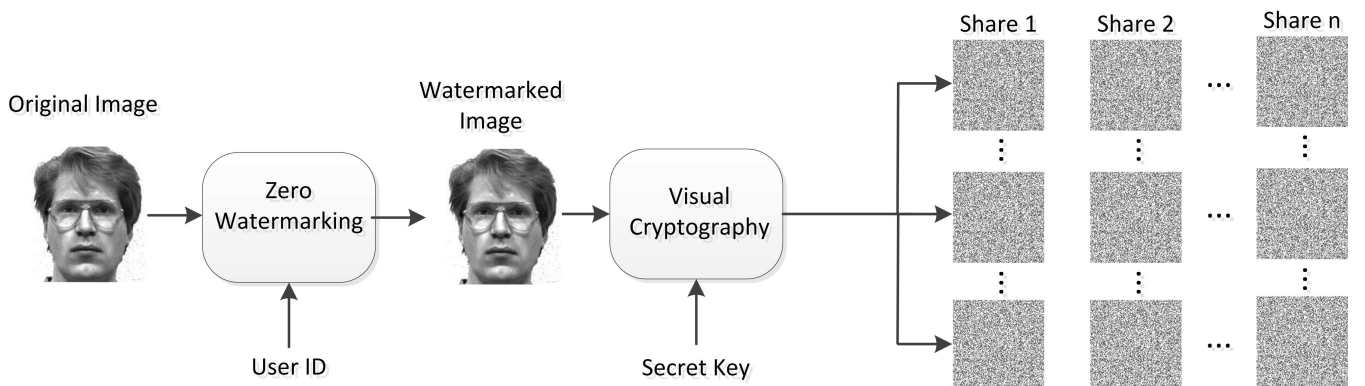 Share 1
Share 2
Share n
Original Image
Watermarked
Image
Zero
Watermarking
Visual
Cryptography
...
...
...
User ID
Secret Key